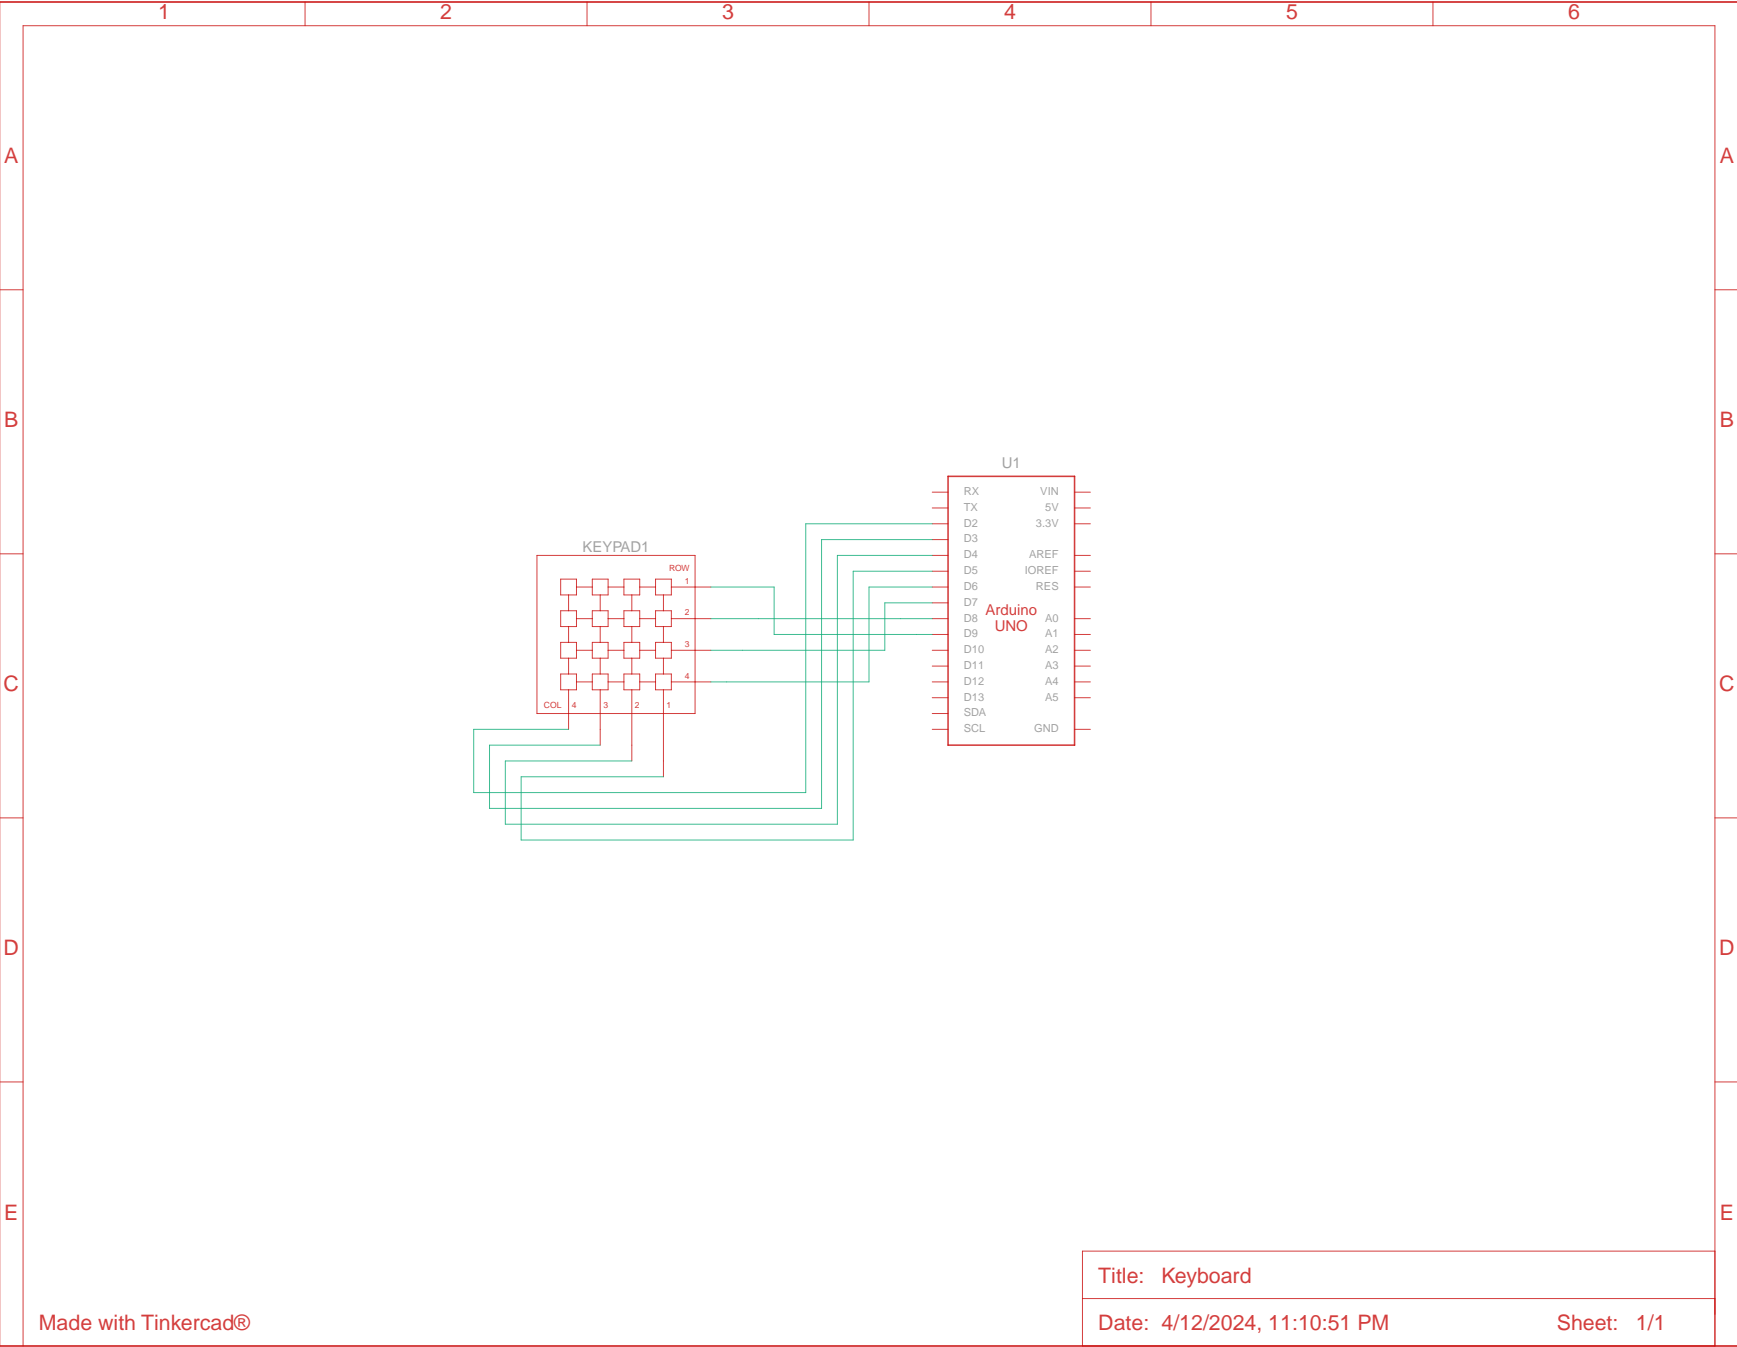 1 2 3 4 5 6
A A
B B
U1
RX VIN
TX 5V
D2 3.3V
D3
KEYPAD1
D4 AREF
ROW
D5 IOREF
1
D6 RES
D7
Arduino
2
D8 A0
UNO
D9 A1
3
D10 A2
D11 A3
4
D12 A4
C C
D13 A5
COL 4 3 2 1
SDA
SCL GND
D D
E E
Title: Keyboard
Made with Tinkercad®
Date: 4/12/2024, 11:10:51 PM Sheet: 1/1